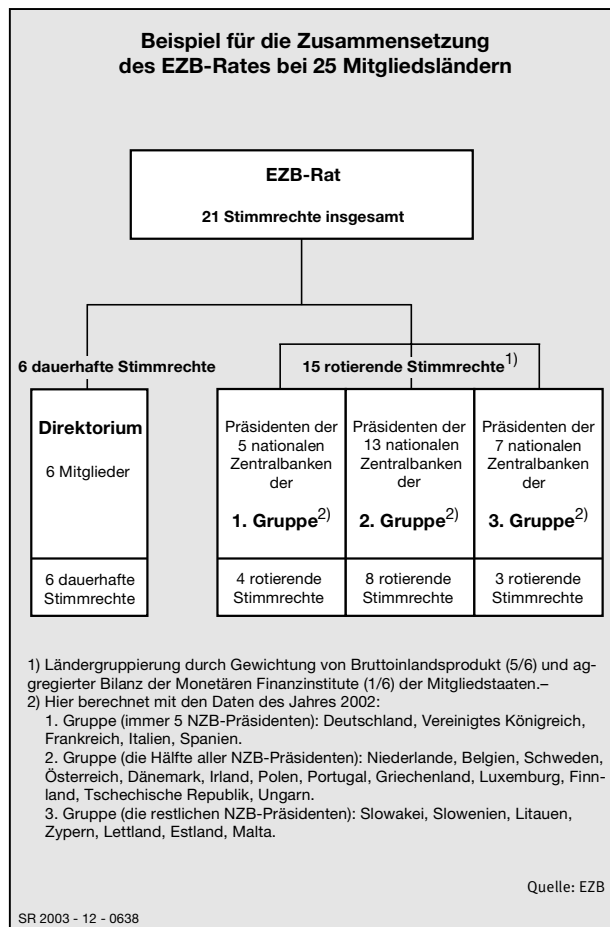 Beispiel für die Zusammensetzung
des EZB-Rates bei 25 Mitgliedsländern
EZB-Rat
21 Stimmrechte insgesamt
6 dauerhafte Stimmrechte
15 rotierende Stimmrechte1)
Direktorium
6 Mitglieder
6 dauerhafte
Stimmrechte
Präsidenten der
5 nationalen
Zentralbanken
der
1. Gruppe2)
4 rotierende
Stimmrechte
Präsidenten der
13 nationalen
Zentralbanken
der
2. Gruppe2)
8 rotierende
Stimmrechte
Präsidenten der
7 nationalen
Zentralbanken
der
3. Gruppe2)
3 rotierende
Stimmrechte
1) Ländergruppierung durch Gewichtung von Bruttoinlandsprodukt (5/6) und ag-
gregierter Bilanz der Monetären Finanzinstitute (1/6) der Mitgliedstaaten.–
2) Hier berechnet mit den Daten des Jahres 2002:
1. Gruppe (immer 5 NZB-Präsidenten): Deutschland, Vereinigtes Königreich,
Frankreich, Italien, Spanien.
2. Gruppe (die Hälfte aller NZB-Präsidenten): Niederlande, Belgien, Schweden,
Österreich, Dänemark, Irland, Polen, Portugal, Griechenland, Luxemburg, Finn-
land, Tschechische Republik, Ungarn.
3. Gruppe (die restlichen NZB-Präsidenten): Slowakei, Slowenien, Litauen,
Zypern, Lettland, Estland, Malta.
Quelle: EZB
SR 2003 - 12 - 0638